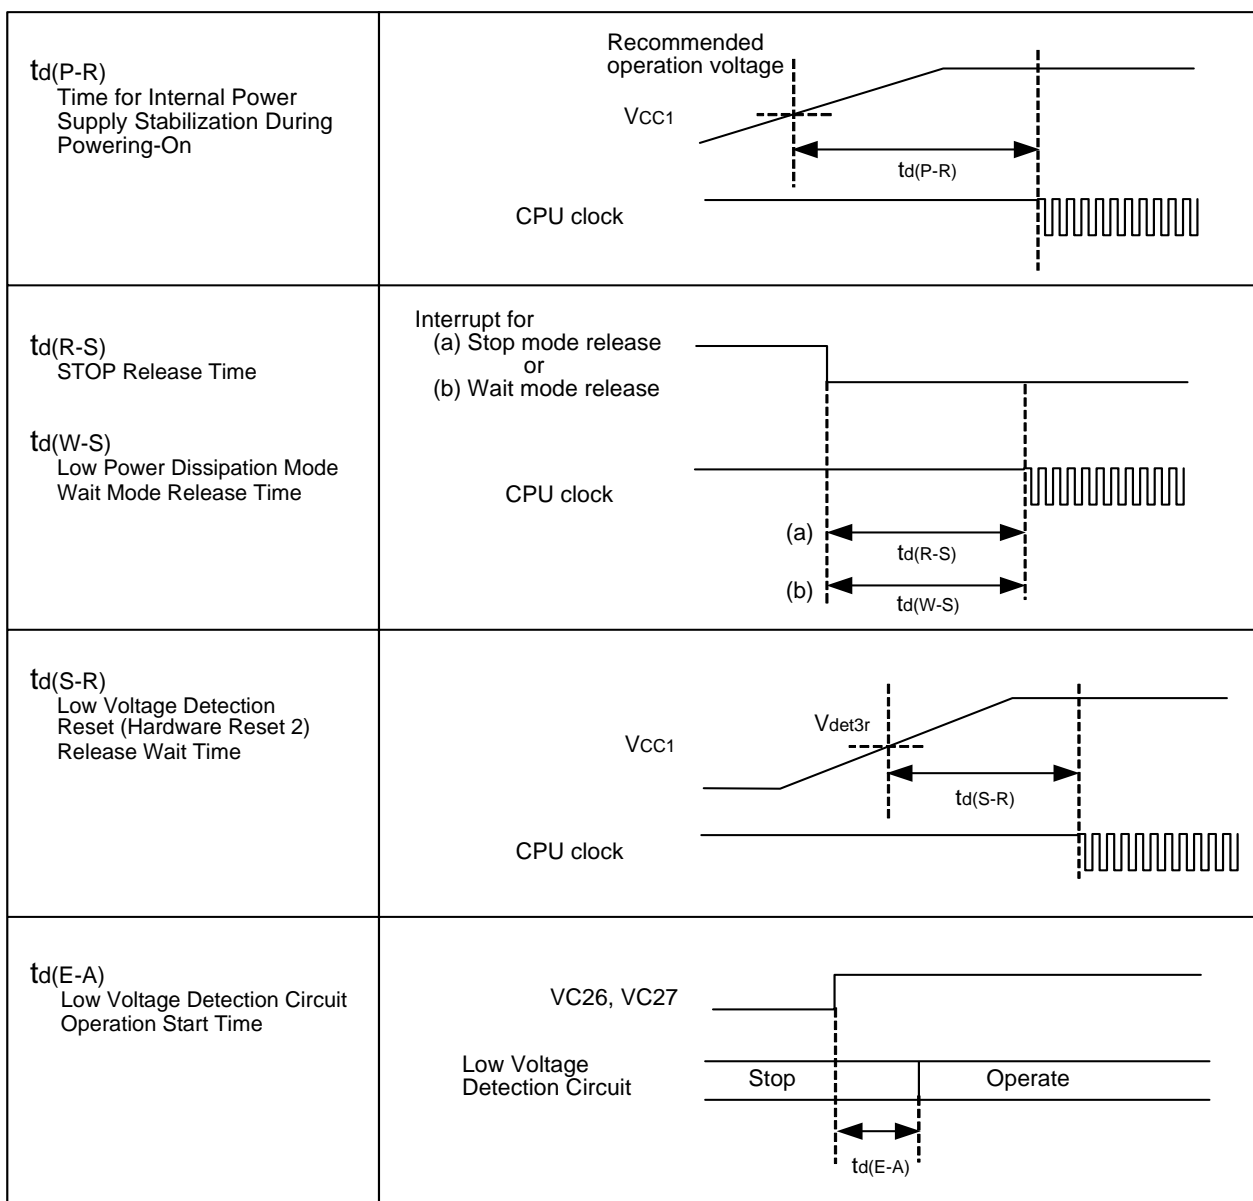 td(P-R)
Time for Internal Power
Supply Stabilization During
Powering-On
Recommended
operation voltage
VCC1
td(P-R)
CPU clock
td(R-S)
STOP Release Time
td(W-S)
Low Power Dissipation Mode
Wait Mode Release Time
Interrupt for
(a) Stop mode release
or
(b) Wait mode release
CPU clock
(a)
td(R-S)
(b)
td(W-S)
td(S-R)
Low Voltage Detection
Reset (Hardware Reset 2)
Release Wait Time
Vdet3r
VCC1
td(S-R)
CPU clock
td(E-A)
Low Voltage Detection Circuit
Operation Start Time
VC26, VC27
Low Voltage
Detection Circuit
Stop
Operate
td(E-A)